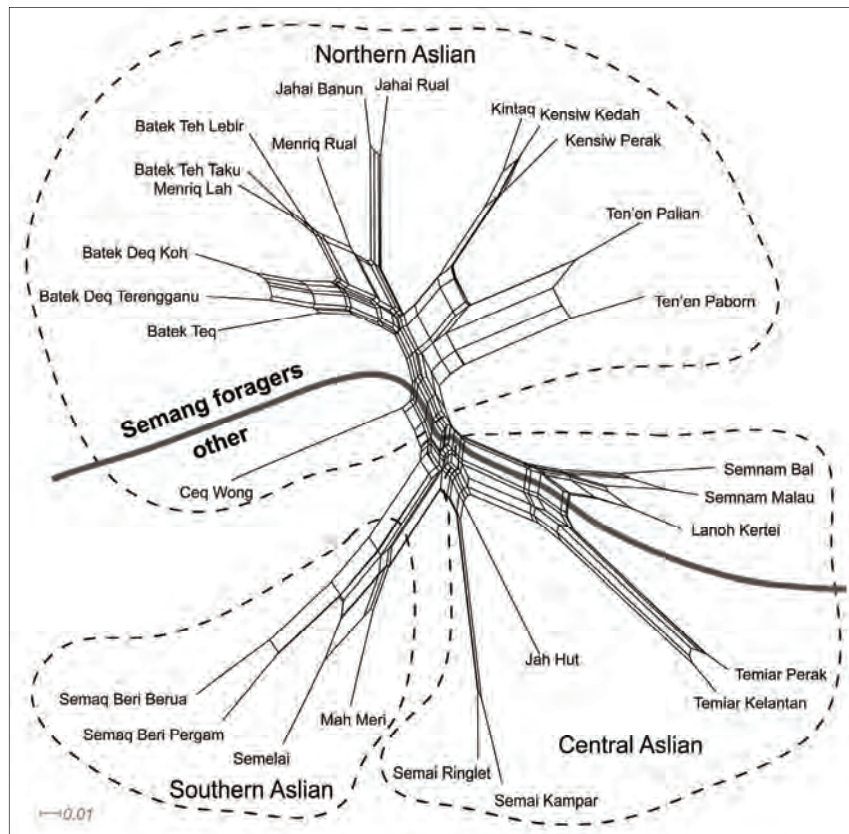 Northern Aslian
Jahai Banun
Jahai Rual
Kintaq
Kensiw Kedah
Kensiw Perak
Batek Teh Lebir
Menriq Rual
Batek Teh Taku
Menriq Lah
Ten'en Palian
Batek Deq Koh
Batek Deq Terengganu
Ten'en Paborn
Batek Teq
Semang foragers
other
Ceq Wong
Semnam Bal
Semnam Malau
Lanoh Kertei
Jah Hut
Temiar Perak
Temiar Kelantan
Semaq Beri Berua
Semaq Beri Pergam
Mah Meri
Semelai
Central Aslian
Southern Aslian
Semai Ringlet
Semai Kampar
0.01